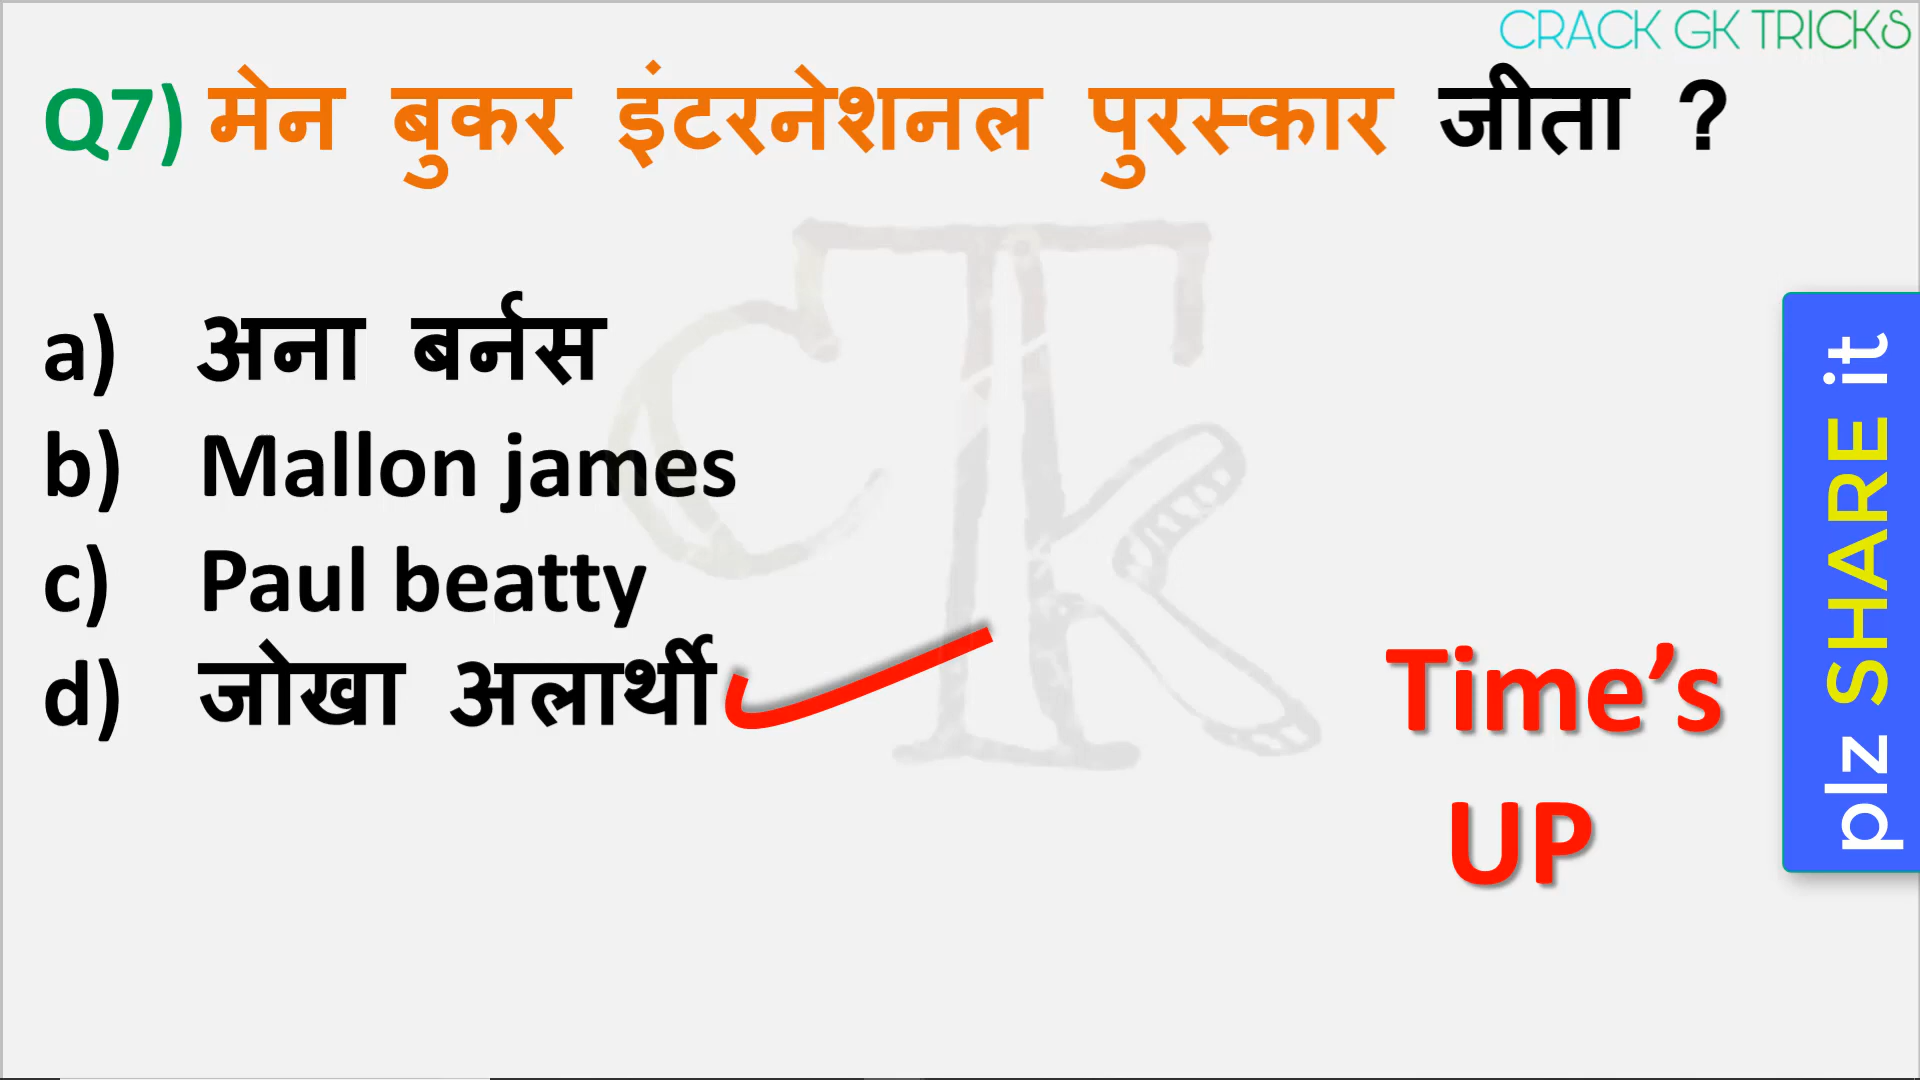 CRACK GK TRICKS
Q7) मेन बुकर इंटरनेशनल पुरस्कार जीता ?
a) अना बर्नस
b) Mallon james
c) Paul beatty
d) जोखा अलार्थी
Time’s
UP
plz SHARE it
CTk